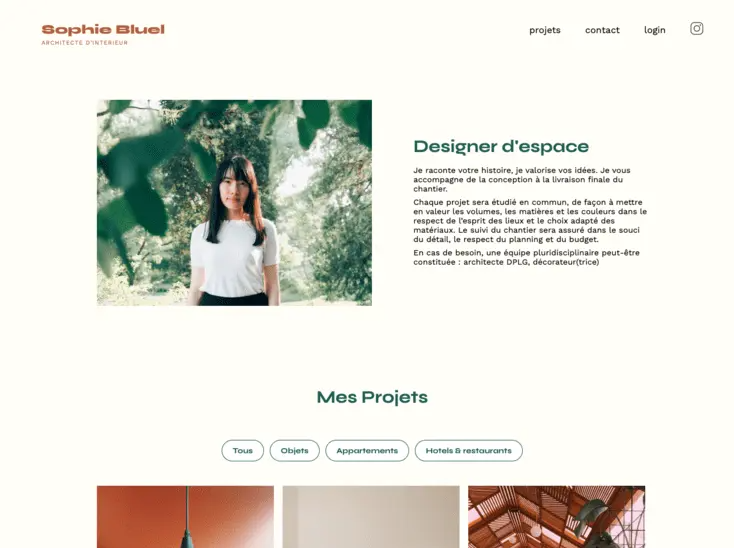 Sophie Bluel
ARCHITECTE D'INTERIEUR
projets contact login
Designer d'espace
Je raconte votre histoire, je valorise vos idées. Je vous
accompagne de la conception à la livraison finale du
chantier.
Chaque projet sera étudié en commun, de façon à mettre
en valeur les volumes, les matières et les couleurs dans le
respect de l'esprit des lieux et le choix adapté des
matériaux. Le suivi du chantier sera assuré dans le souci
du détail, le respect du planning et du budget.
En cas de besoin, une équipe pluridisciplinaire peut-être
constituée : architecte DPLG, décorateur(trice)
Mes Projets
Tous Objets Appartements Hotels & restaurants